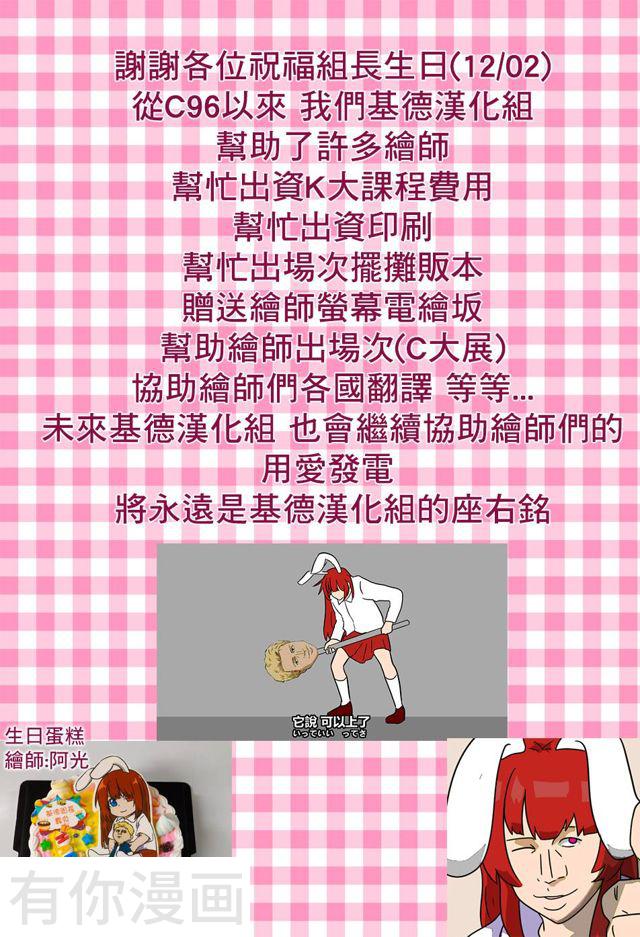 謝謝各位祝福組長生日(12/02)
從C96以來 我們基德漢化組
幫助了許多繪師
幫忙出資K大課程費用
幫忙出資印刷
幫忙出場次擺攤販本
贈送繪師螢幕電繪坂
幫助繪師出場次(C大展)
協助繪師們各國翻譯 等等...
未來基德漢化組 也會繼續協助繪師們的
用愛發電
將永遠是基德漢化組的座右銘
它說 可以上了
いっていい ってさ
生日蛋糕
繪師:阿光
有你漫画